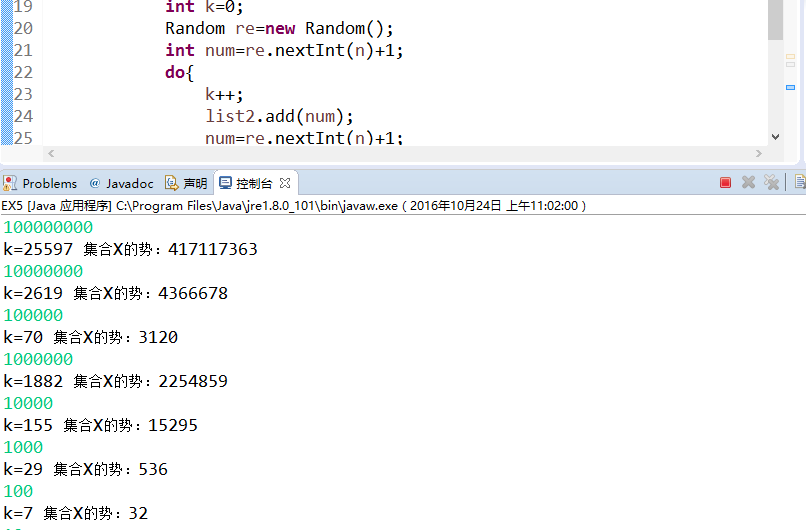 19 int k=0;
20 Random re=new Random();
21 int num=re.nextInt(n)+1;
22 do{
23 k++;
24 list2.add(num);
25 num=re.nextInt(n)+1;
Problems @ Javadoc 声明 控制台
EX5 [Java 应用程序] C:\Program Files\Java\jre1.8.0_101\bin\javaw.exe ( 2016年10月24日 上午11:02:00 )
100000000
k=25597 集合X的势：417117363
10000000
k=2619 集合X的势：4366678
100000
k=70 集合X的势：3120
1000000
k=1882 集合X的势：2254859
10000
k=155 集合X的势：15295
1000
k=29 集合X的势：536
100
k=7 集合X的势：32